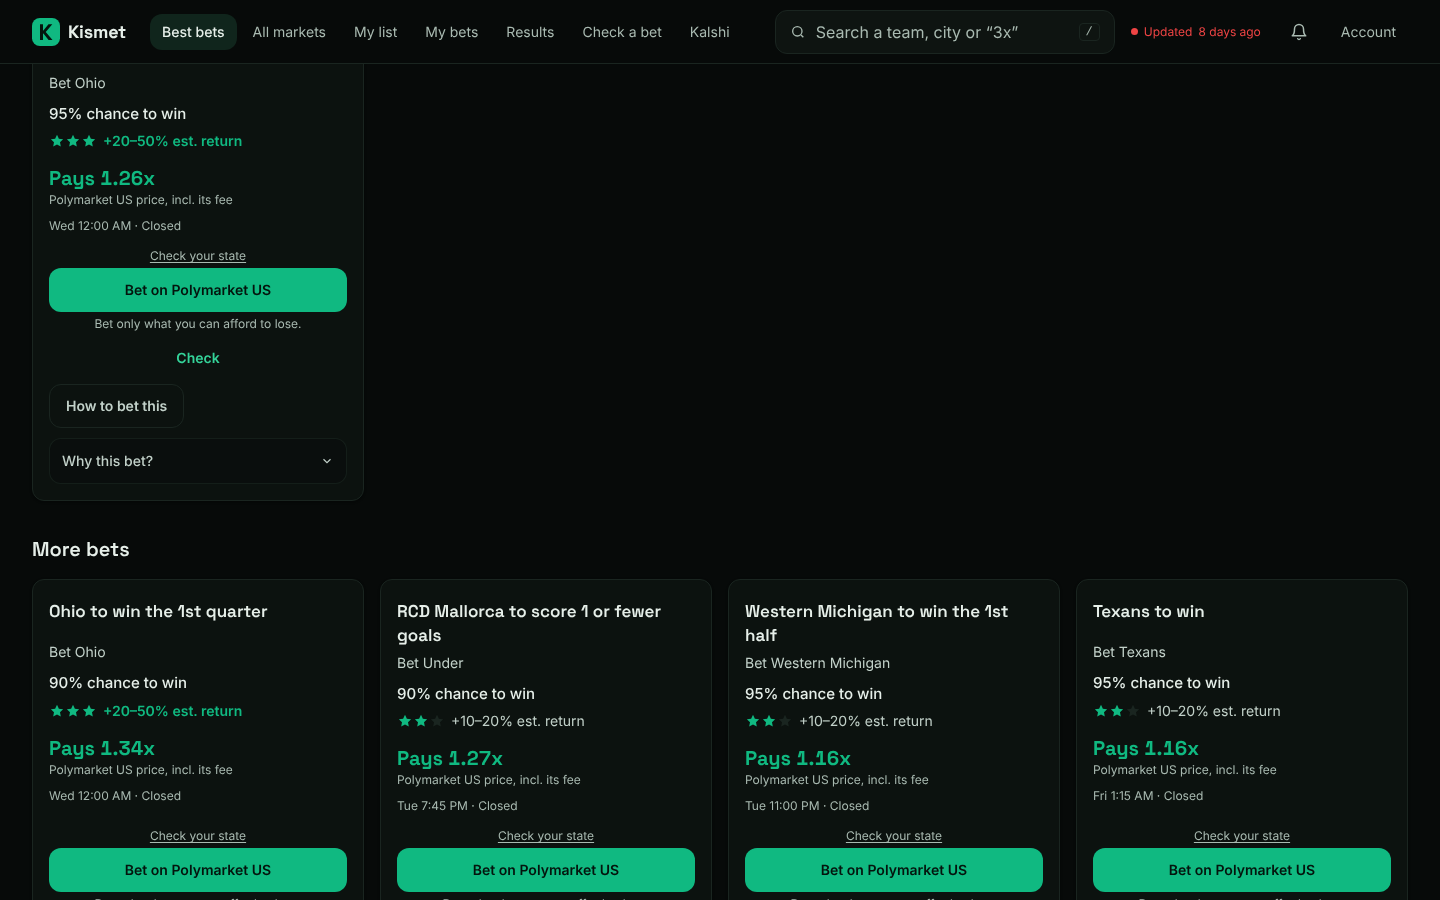 Kismet
Best bets
All markets
My list
My bets
Results
Check a bet
Kalshi
Search a team, city or “3x”
/
Updated 8 days ago
Account
Bet Ohio
95% chance to win
+20–50% est. return
Pays 1.26x
Polymarket US price, incl. its fee
Wed 12:00 AM · Closed
Check your state
Bet on Polymarket US
Bet only what you can afford to lose.
Check
How to bet this
Why this bet?
More bets
Ohio to win the 1st quarter
Bet Ohio
90% chance to win
+20–50% est. return
Pays 1.34x
Polymarket US price, incl. its fee
Wed 12:00 AM · Closed
Check your state
Bet on Polymarket US
RCD Mallorca to score 1 or fewer
goals
Bet Under
90% chance to win
+10–20% est. return
Pays 1.27x
Polymarket US price, incl. its fee
Tue 7:45 PM · Closed
Check your state
Bet on Polymarket US
Western Michigan to win the 1st
half
Bet Western Michigan
95% chance to win
+10–20% est. return
Pays 1.16x
Polymarket US price, incl. its fee
Tue 11:00 PM · Closed
Check your state
Bet on Polymarket US
Texans to win
Bet Texans
95% chance to win
+10–20% est. return
Pays 1.16x
Polymarket US price, incl. its fee
Fri 1:15 AM · Closed
Check your state
Bet on Polymarket US